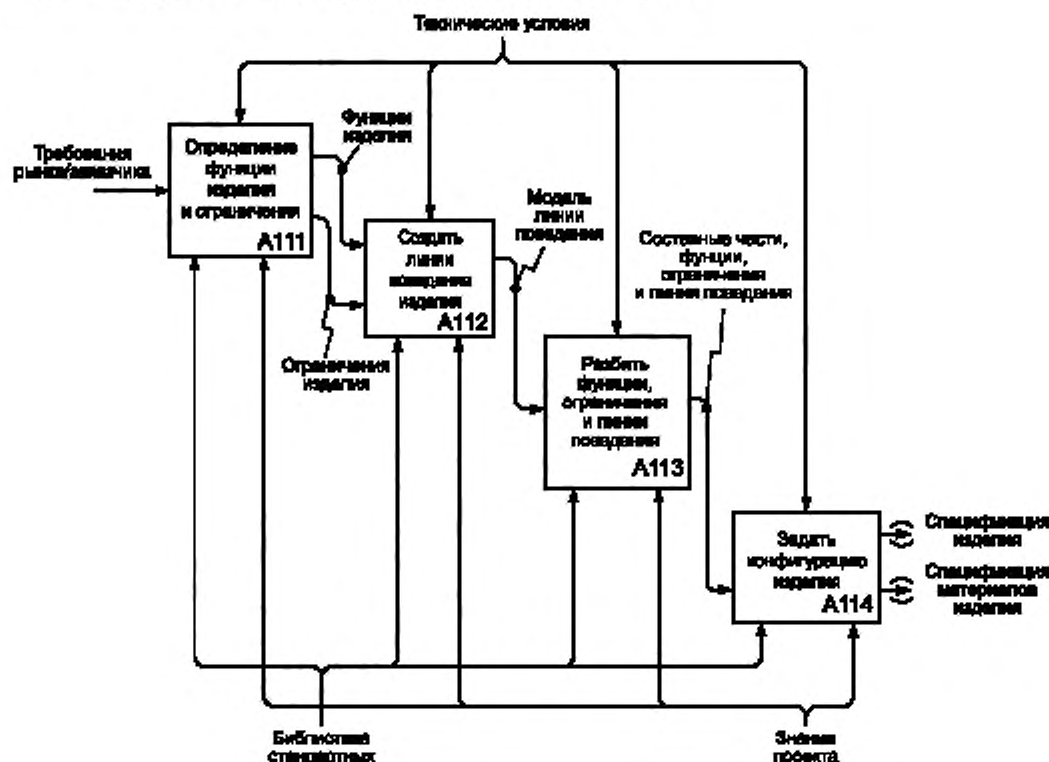 Технические условия
Функции
изделия
Требования
рынка/заказчика
Определение
функции
изделия
и ограничения
A111
Модель
линии
поведения
Создать
линии
поведения
изделия
A112
Составные части,
фунции,
ограничения
и линия поведения
Ограничения
изделия
Разбить
функции,
ограничения
и линии
поведения
A113
Задать
конфигурацию
изделия
A114
Спецификация
изделия
Спецификация
материалов
изделия
Библиотека
стандартных
Знания
проекта